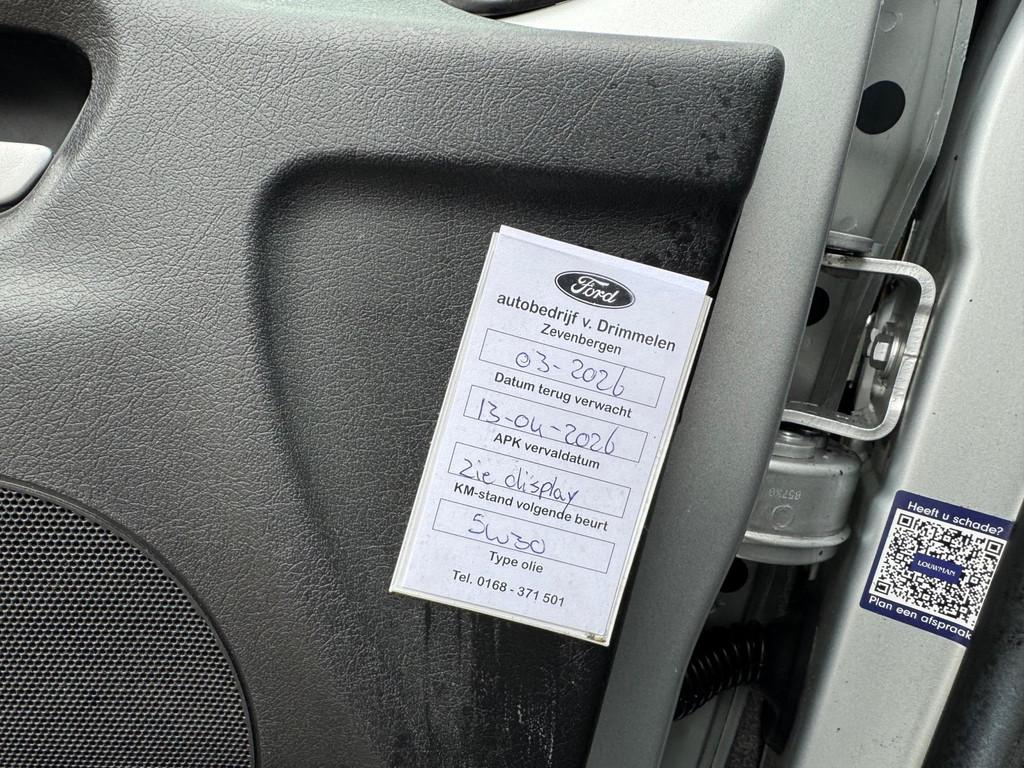 Ford
autobedrijf v. Drimmelen
Zevenbergen
03-2026
Datum terug verwacht
13-04-2026
APK vervaldatum
zie display
KM-stand volgende beurt
5W30
Type olie
Tel. 0168 - 371 501
Heeft u schade?
LOUWMAN
Plan een afspraak